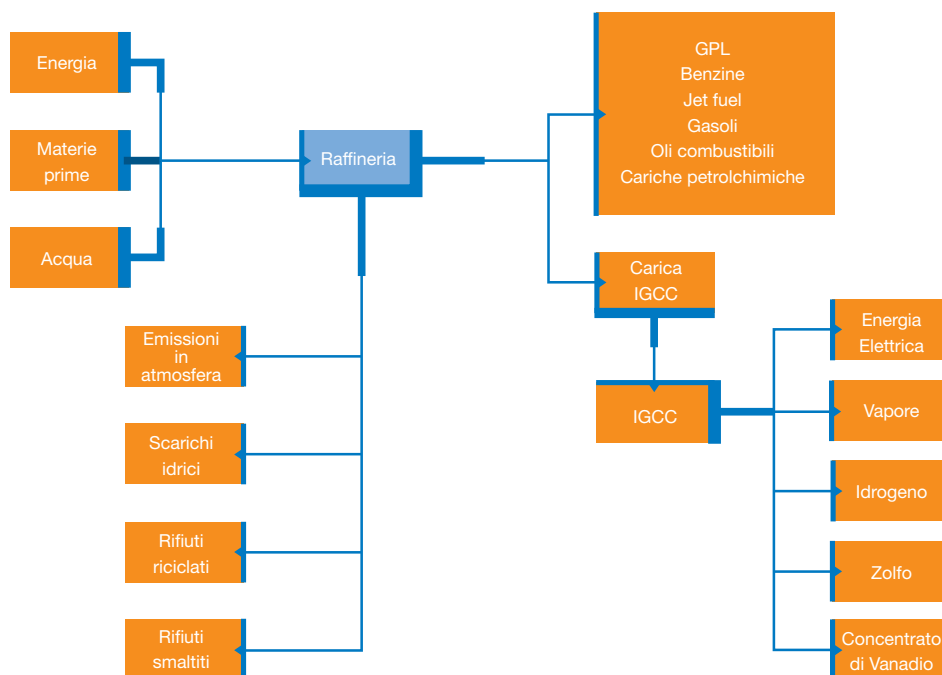 Energia
Materie
prime
Acqua
Raffineria
GPL
Benzine
Jet fuel
Gasoli
Oli combustibili
Cariche petrolchimiche
Carica
IGCC
IGCC
Energia
Elettrica
Vapore
Idrogeno
Zolfo
Concentrato
di Vanadio
Emissioni
in
atmosfera
Scarichi
idrici
Rifiuti
riciclati
Rifiuti
smaltiti